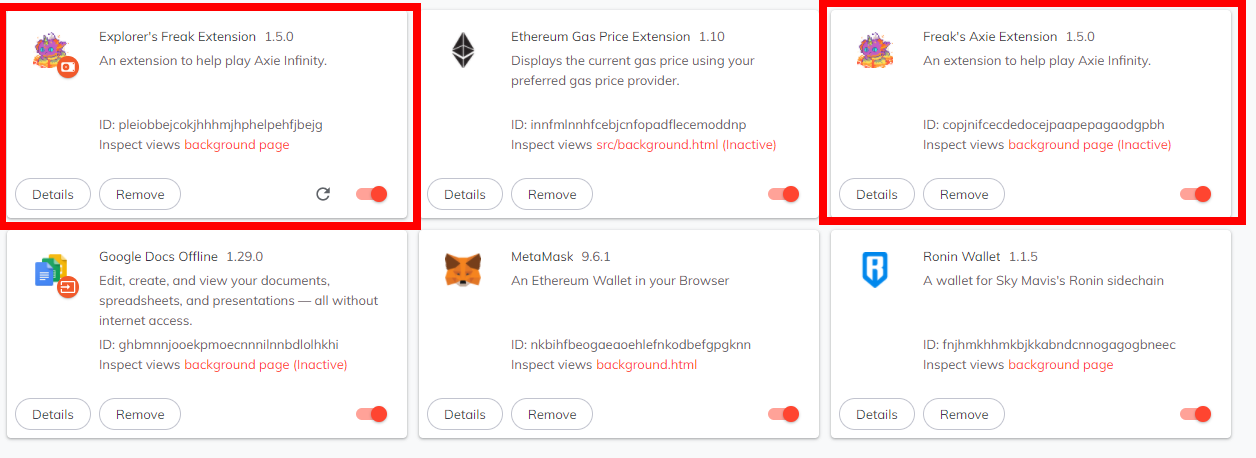 Explorer's Freak Extension 1.5.0
An extension to help play Axie Infinity.
ID: pleiobbejcokjhhhmjhphelpehfjbejg
Inspect views background page
Details
Remove
Ethereum Gas Price Extension 1.10
Displays the current gas price using your
preferred gas price provider.
ID: innfmlnnhfcebjcnfopadflecemoddnp
Inspect views src/background.html (Inactive)
Details
Remove
Freak's Axie Extension 1.5.0
An extension to help play Axie Infinity.
ID: copjnifcecdedocejpaapepagaodgpbh
Inspect views background page (Inactive)
Details
Remove
Google Docs Offline 1.29.0
Edit, create, and view your documents,
spreadsheets, and presentations — all without
internet access.
ID: ghbmnnjooekpmoecnnnilnnbdlolhkhi
Inspect views background page (Inactive)
Details
Remove
MetaMask 9.6.1
An Ethereum Wallet in your Browser
ID: nkbihfbeogaeaoehlefnkodbefgpgknn
Inspect views background.html
Details
Remove
Ronin Wallet 1.1.5
A wallet for Sky Mavis's Ronin sidechain
ID: fnjhmkhhmkbjkkabndcnnogagogbneec
Inspect views background page
Details
Remove